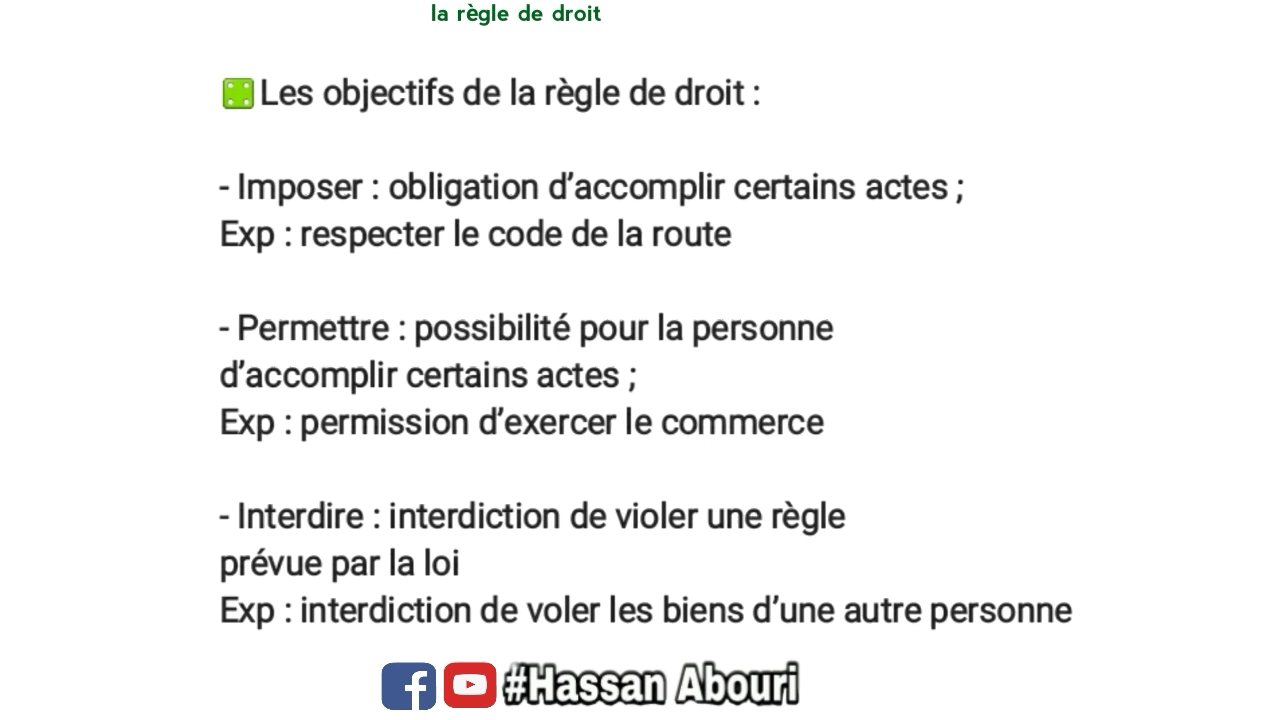 la règle de droit
Les objectifs de la règle de droit :
- Imposer : obligation d’accomplir certains actes ;
Exp : respecter le code de la route
- Permettre : possibilité pour la personne
d’accomplir certains actes ;
Exp : permission d’exercer le commerce
- Interdire : interdiction de violer une règle
prévue par la loi
Exp : interdiction de voler les biens d’une autre personne
#Hassan Abouri